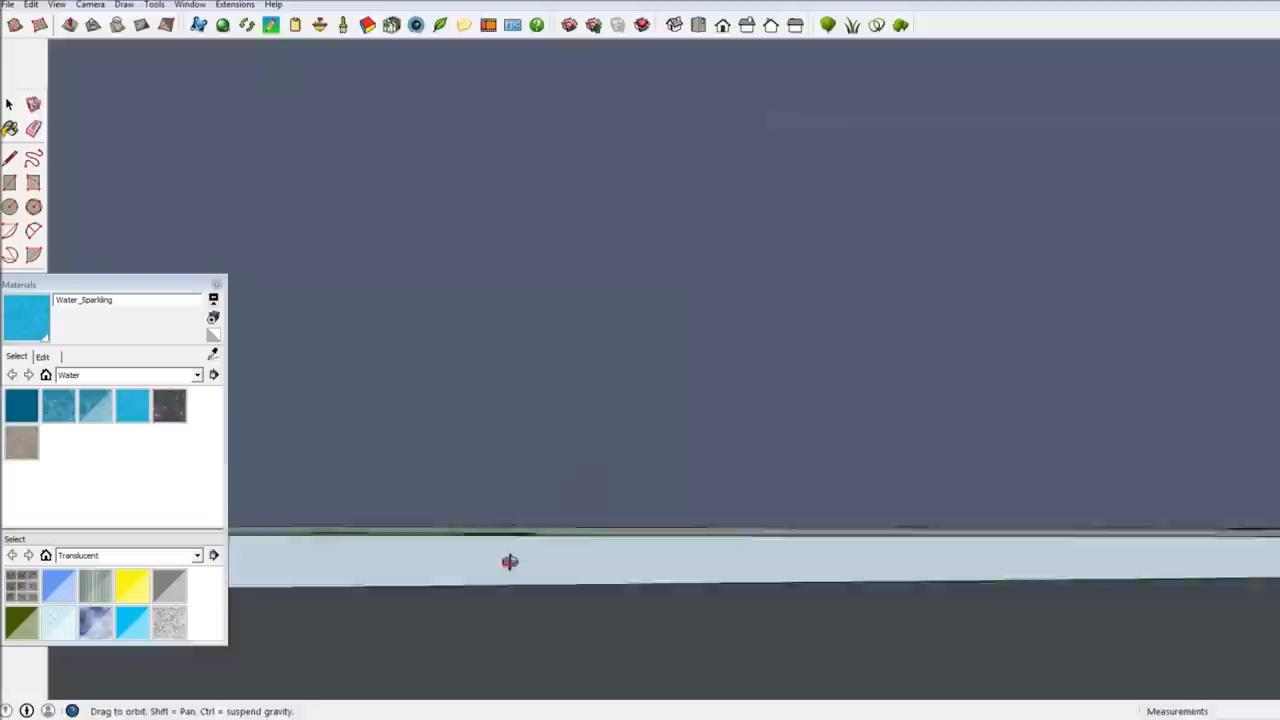 File Edit View Camera Draw Tools Window Extensions Help
Materials
Water_Sparkling
Select Edit
Water
Select
Translucent
Drag to orbit. Shift = Pan, Ctrl = suspend gravity.
Measurements